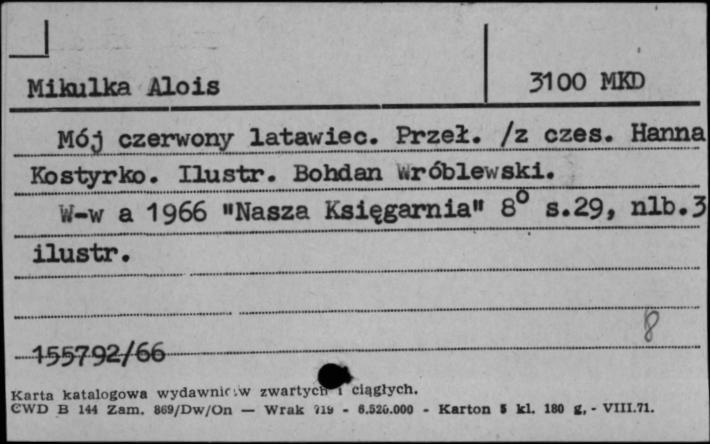 Mikulka Alois 3100 MKD
Mój czerwony latawiec. Przeł. /z czes. Hanna
Kostyrko. Ilustr. Bohdan Wróblewski.
W-w a 1966 "Nasza Księgarnia" 8° s.29, nlb.3
ilustr.
8
155792/66
Karta katalogowa wydawnictw zwartych i ciągłych.
CWD B 144 Zam. 869/Dw/On — Wrak 719 - 6.520.000 - Karton 5 kl. 180 g. - VIII.71.